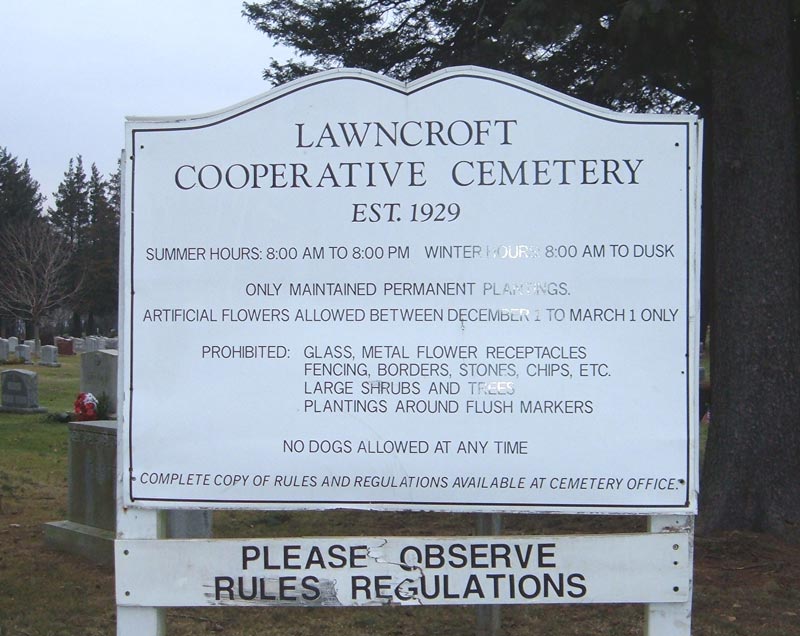 LAWNCROFT
COOPERATIVE CEMETERY
EST. 1929
SUMMER HOURS: 8:00 AM TO 8:00 PM WINTER HOURS: 8:00 AM TO DUSK
ONLY MAINTAINED PERMANENT PLANTINGS.
ARTIFICIAL FLOWERS ALLOWED BETWEEN DECEMBER 1 TO MARCH 1 ONLY
PROHIBITED: GLASS, METAL FLOWER RECEPTACLES
FENCING, BORDERS, STONES, CHIPS, ETC.
LARGE SHRUBS AND TREES
PLANTINGS AROUND FLUSH MARKERS
NO DOGS ALLOWED AT ANY TIME
COMPLETE COPY OF RULES AND REGULATIONS AVAILABLE AT CEMETERY OFFICE.
PLEASE OBSERVE
RULES REGULATIONS